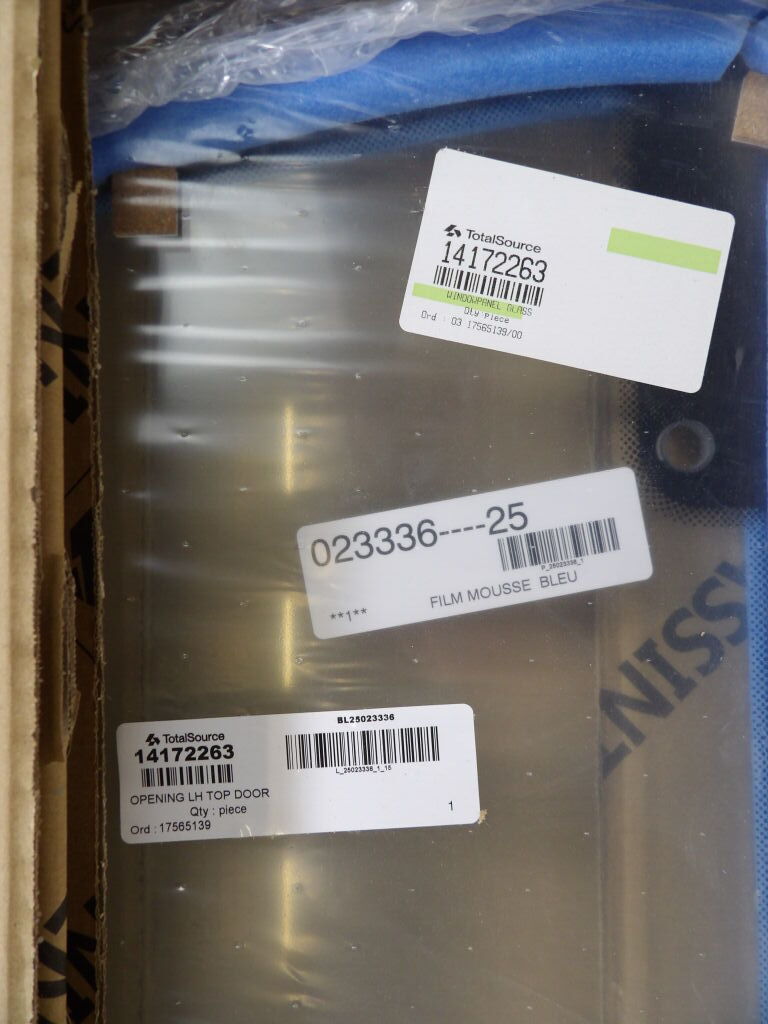 TotalSource
14172263
WINDOWPANEL GLASS
Qty Piece
Ord : 03 17565139/00
023336----25
P_25023336_1
FILM MOUSSE BLEU
**1**
BL25023336
TotalSource
14172263
L_25023336_1_15
OPENING LH TOP DOOR
Qty : piece
1
Ord : 17565139